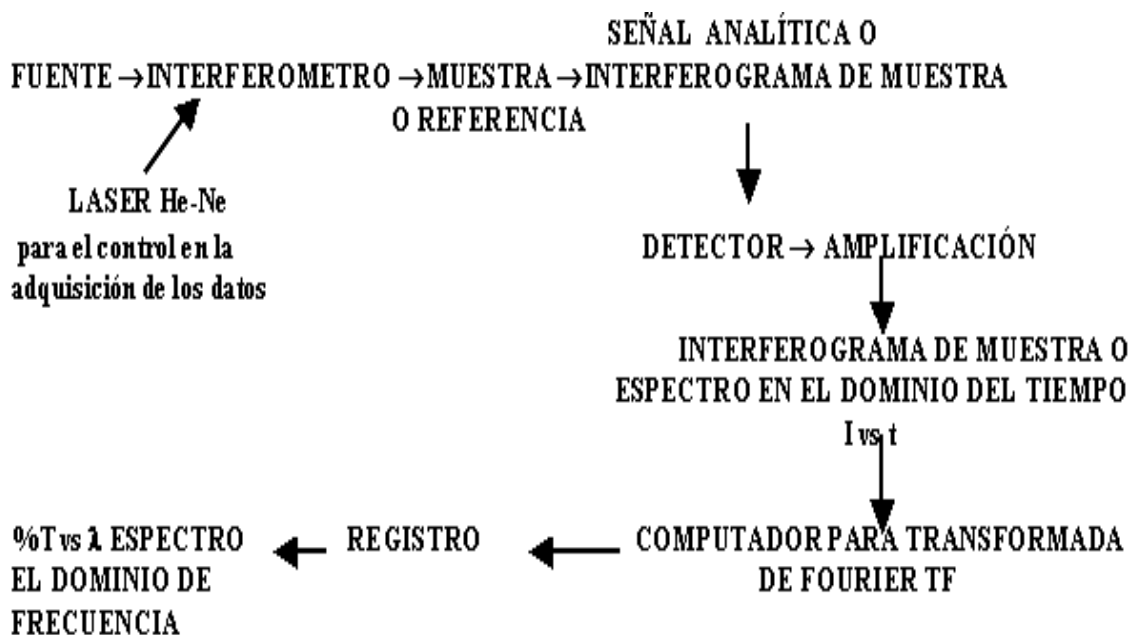 SEÑAL ANALÍTICA O
FUENTE → INTERFEROMETRO → MUESTRA → INTERFEROGRAMA DE MUESTRA
O REFERENCIA
LASER He-Ne
para el control en la
adquisición de los datos
DETECTOR → AMPLIFICACIÓN
INTERFEROGRAMA DE MUESTRA O
ESPECTRO EN EL DOMINIO DEL TIEMPO
I vs t
COMPUTADOR PARA TRANSFORMADA
DE FOURIER TF
REGISTRO
%T vs λ ESPECTRO
EL DOMINIO DE
FRECUENCIA